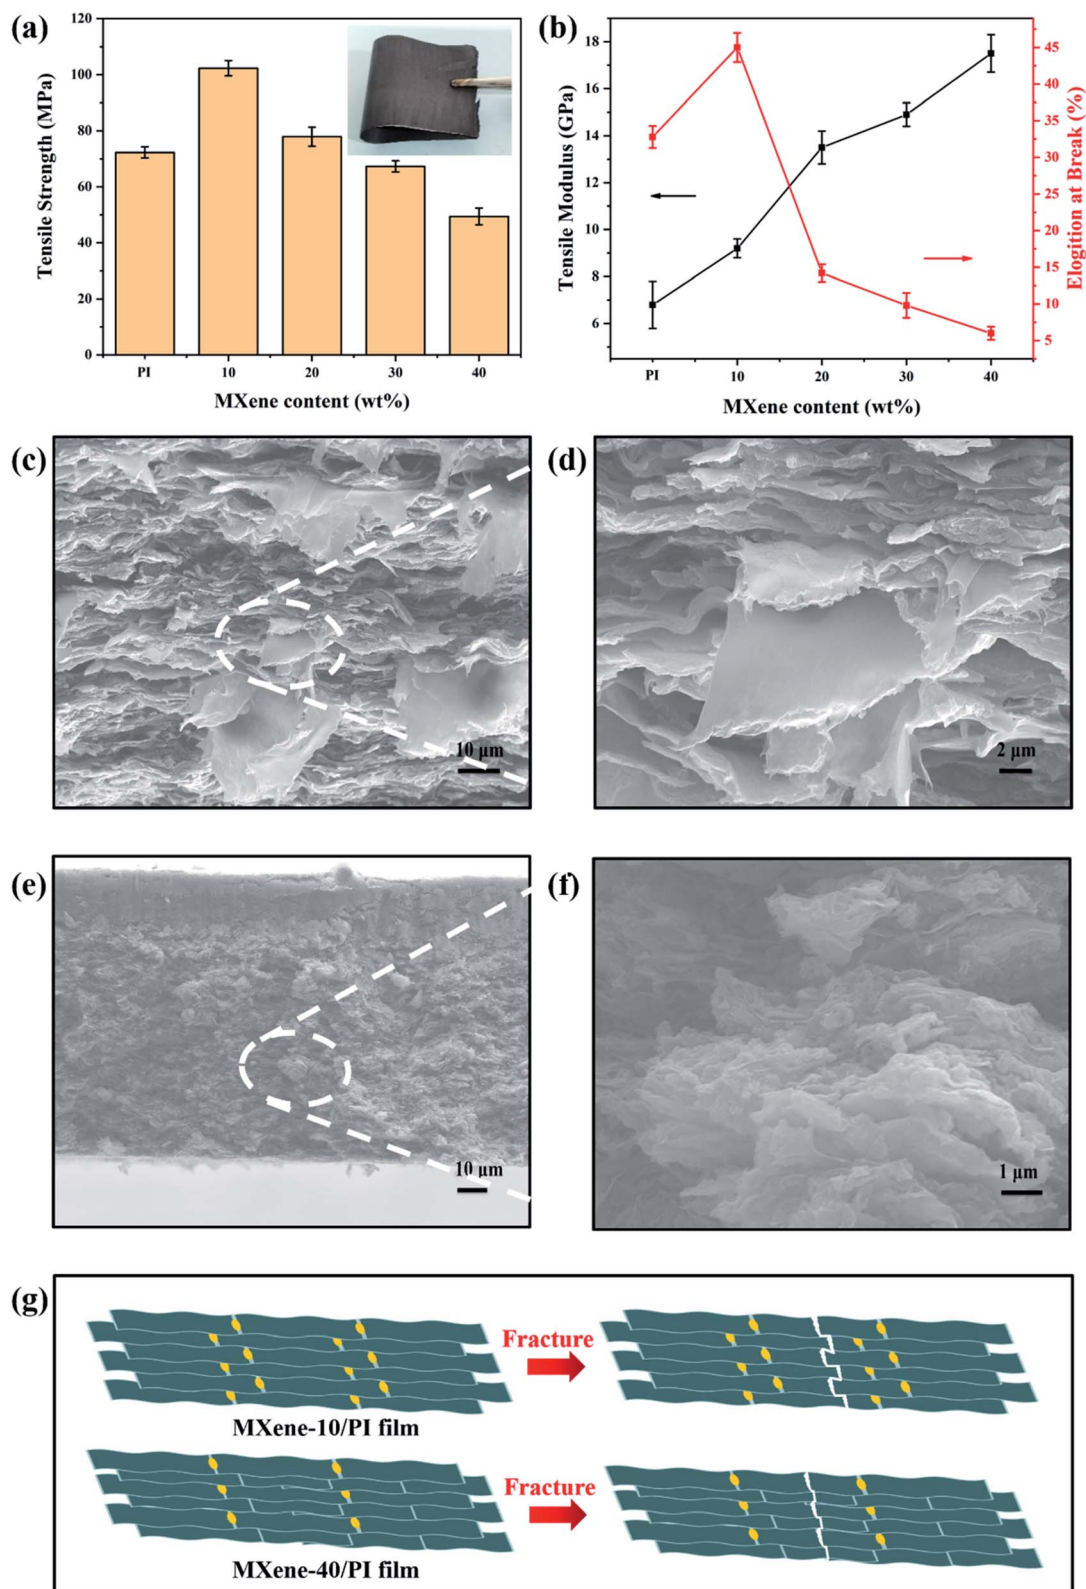 (a)
120
100
80
60
40
20
0
Tensile Strength (MPa)
PI 10 20 30 40
MXene content (wt%)
(b)
18
16
14
12
10
8
6
Tensile Modulus (GPa)
45
40
35
30
25
20
15
10
5
Elogition at Break (%)
PI 10 20 30 40
MXene content (wt%)
(c)
10 μm
(d)
2 μm
(e)
10 μm
(f)
1 μm
(g)
Fracture
MXene-10/PI film
Fracture
MXene-40/PI film